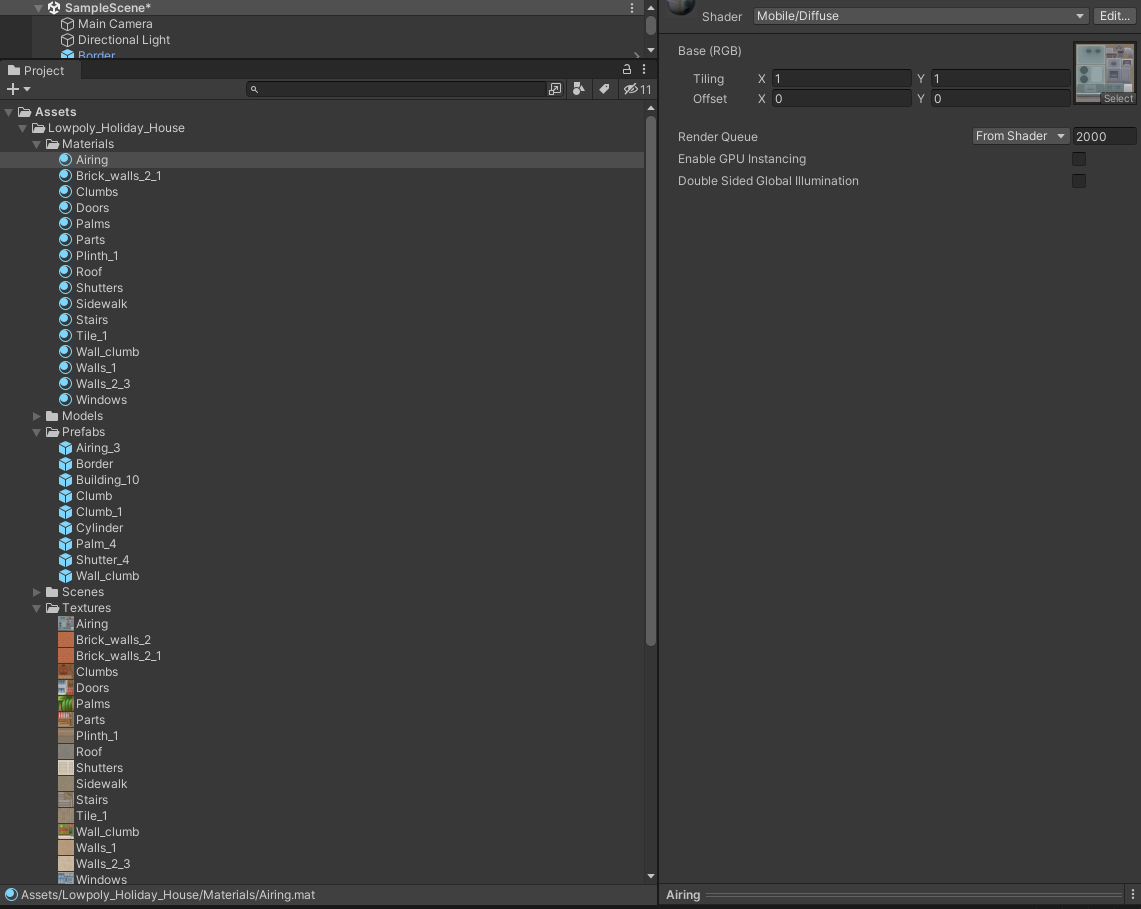 SampleScene*
Main Camera
Directional Light
Border
Project
11
Assets
Lowpoly_Holiday_House
Materials
Airing
Brick_walls_2_1
Clumbs
Doors
Palms
Parts
Plinth_1
Roof
Shutters
Sidewalk
Stairs
Tile_1
Wall_clumb
Walls_1
Walls_2_3
Windows
Models
Prefabs
Airing_3
Border
Building_10
Clumb
Clumb_1
Cylinder
Palm_4
Shutter_4
Wall_clumb
Scenes
Textures
Airing
Brick_walls_2
Brick_walls_2_1
Clumbs
Doors
Palms
Parts
Plinth_1
Roof
Shutters
Sidewalk
Stairs
Tile_1
Wall_clumb
Walls_1
Walls_2_3
Windows
Assets/Lowpoly_Holiday_House/Materials/Airing.mat
Shader Mobile/Diffuse Edit...
Base (RGB)
Tiling X 1 Y 1
Offset X 0 Y 0
Select
Render Queue From Shader 2000
Enable GPU Instancing
Double Sided Global Illumination
Airing